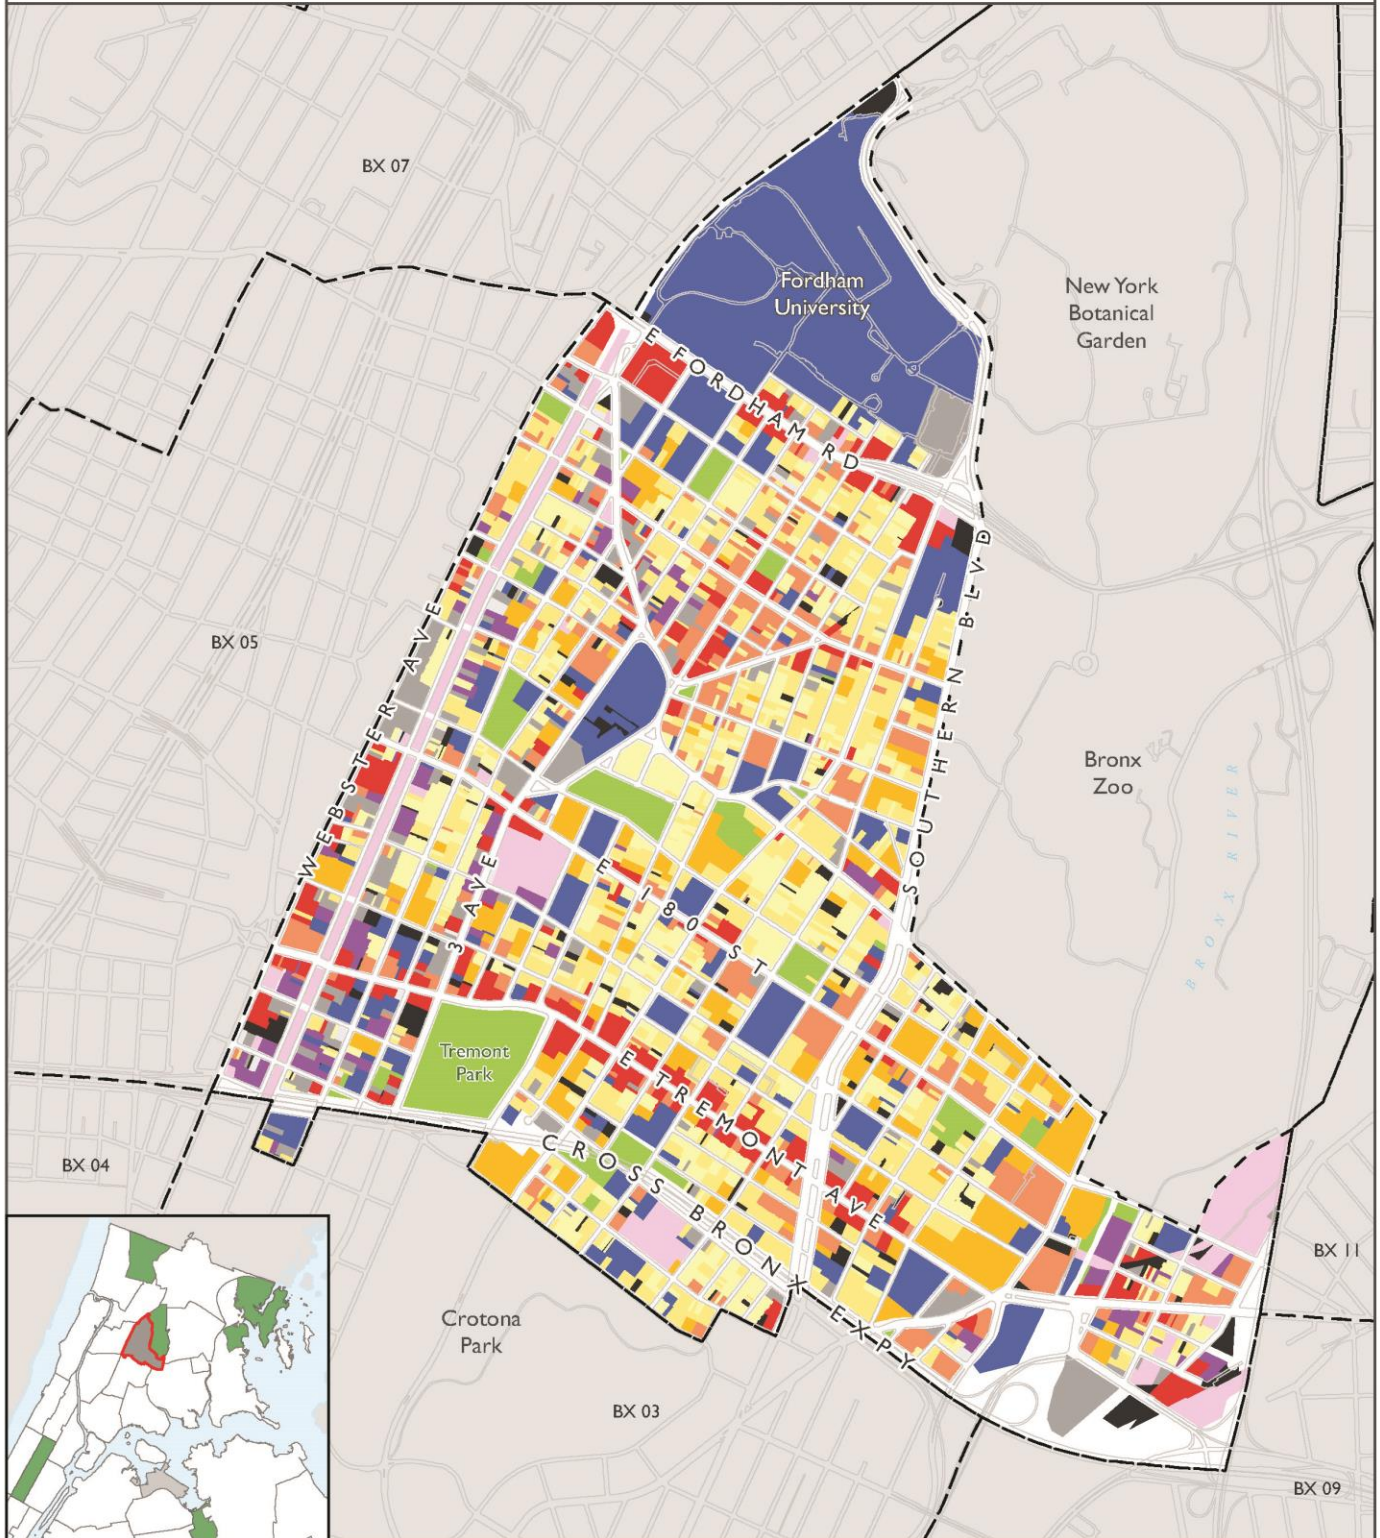 BX 07
Fordham
University
New York
Botanical
Garden
E FORDHAM RD
BX 05
WEBSTER AVE
SOUTHERN BLVD
Bronx
Zoo
BRONX RIVER
3 AVE
E 180 ST
Tremont
Park
E TREMONT AVE
CROSS BRONX EXPY
BX 04
BX 11
Crotona
Park
BX 03
BX 09